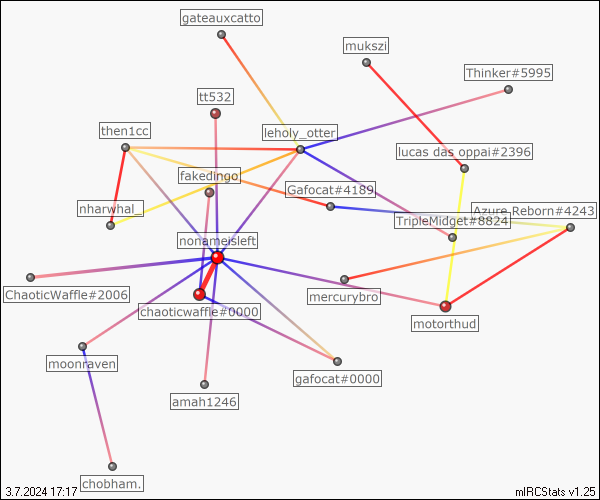 gateauxcatto
mukszi
Thinker#5995
tt532
then1cc
leholy_otter
lucas das oppai#2396
fakedingo
Gafocat#4189
nharwhal_
Azure Reborn#4243
TripleMidget#8824
nonameisleft
ChaoticWaffle#2006
mercurybro
chaoticwaffle#0000
motorthud
moonraven
gafocat#0000
amah1246
chobham.
3.7.2024 17:17
mIRCStats v1.25